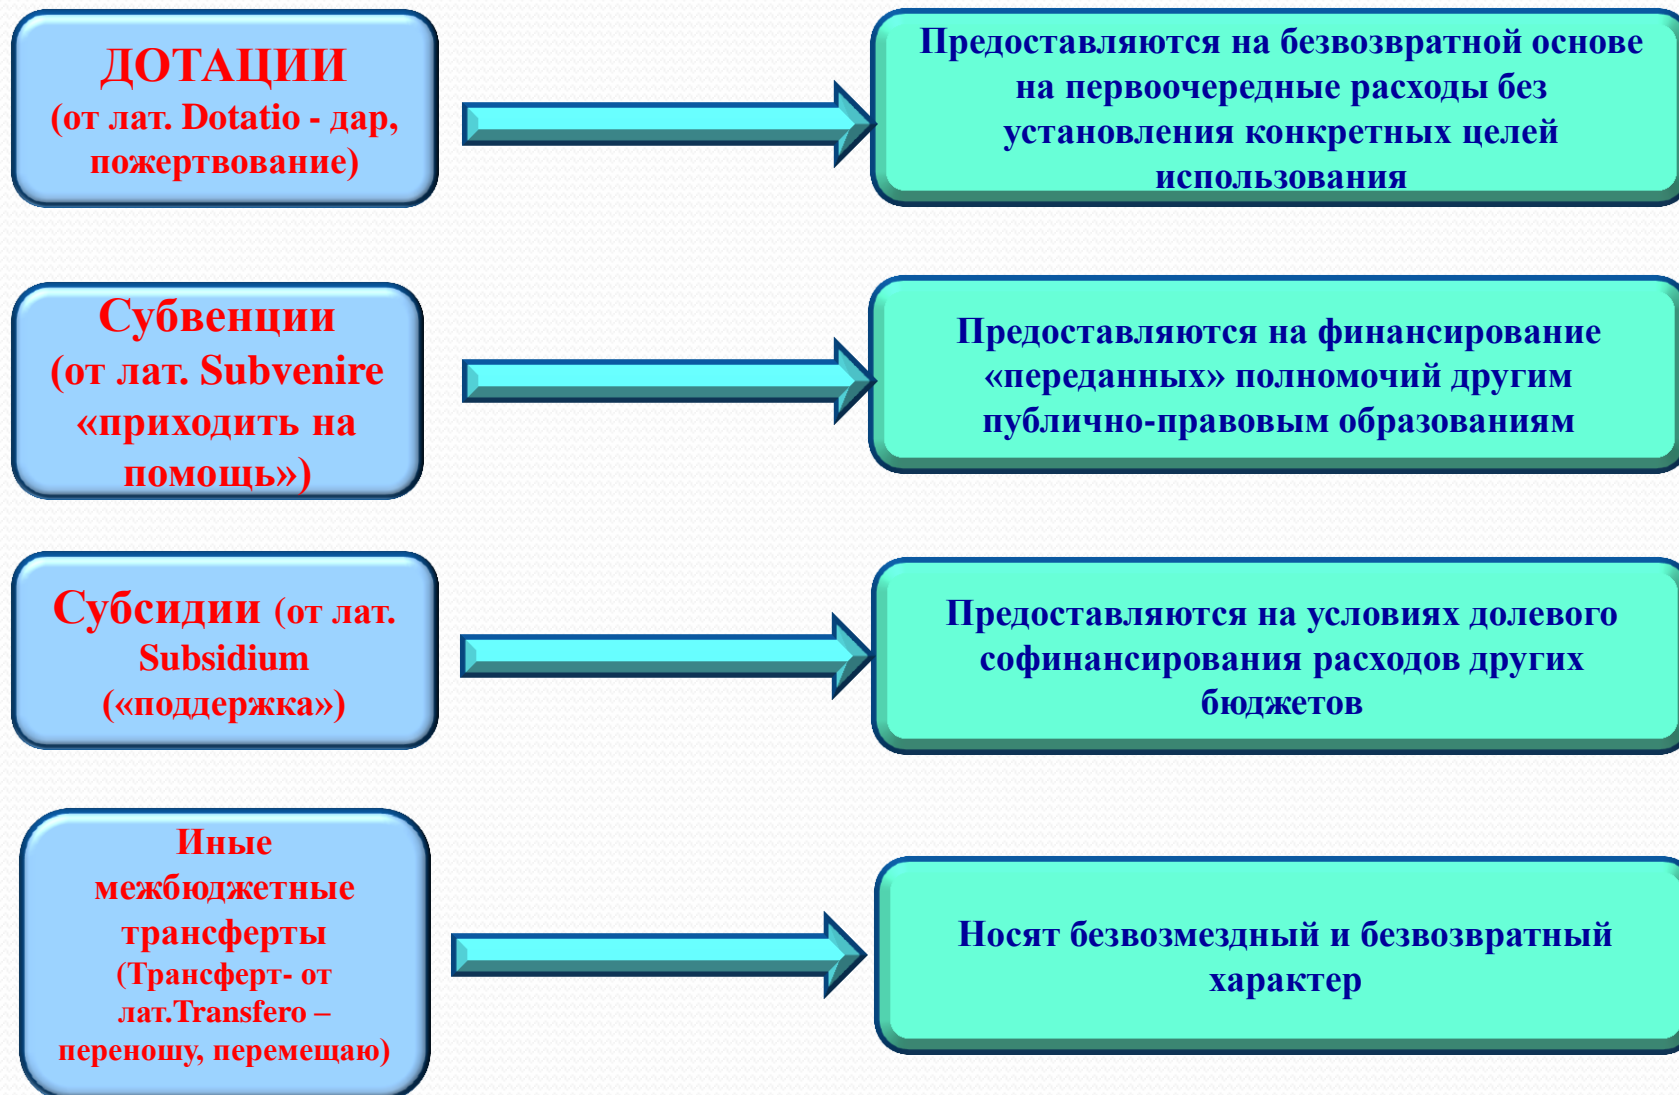 ДОТАЦИИ
(от лат. Dotatio - дар,
пожертвование)
Предоставляются на безвозвратной основе
на первоочередные расходы без
установления конкретных целей
использования
Субвенции
(от лат. Subvenire
«приходить на
помощь»)
Предоставляются на финансирование
«переданных» полномочий другим
публично-правовым образованиям
Субсидии (от лат.
Subsidium
(«поддержка»)
Предоставляются на условиях долевого
софинансирования расходов других
бюджетов
Иные
межбюджетные
трансферты
(Трансферт- от
лат.Transfero –
переношу, перемещаю)
Носят безвозмездный и безвозвратный
характер